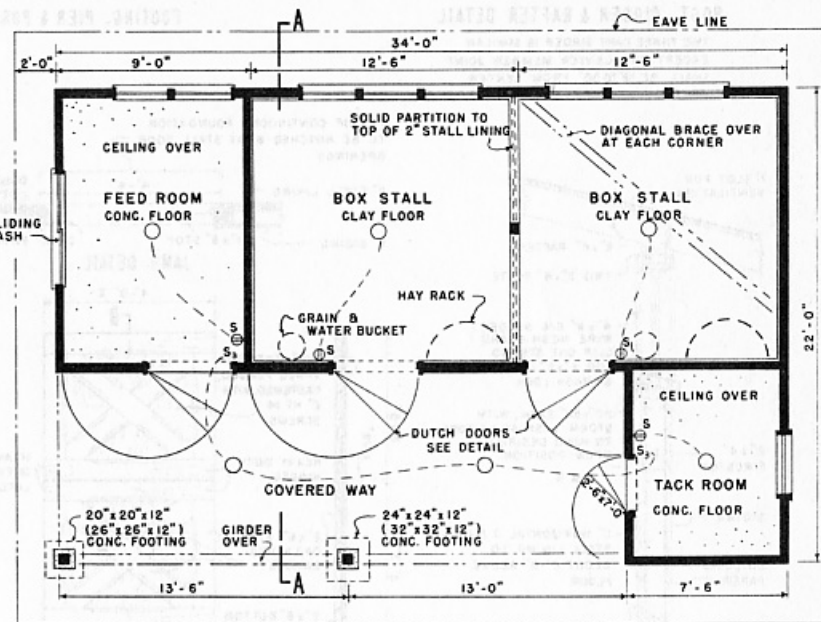 A
EAVE LINE
34'-0"
2'-0"
9'-0"
12'-6"
12'-6"
CEILING OVER
SOLID PARTITION TO
TOP OF 2" STALL LINING
DIAGONAL BRACE OVER
AT EACH CORNER
FEED ROOM
CONC. FLOOR
BOX STALL
CLAY FLOOR
BOX STALL
CLAY FLOOR
22'-0"
HAY RACK
GRAIN &
WATER BUCKET
S
S
S
S₃
CEILING OVER
DUTCH DOORS
SEE DETAIL
S
S₃
COVERED WAY
TACK ROOM
CONC. FLOOR
2'-6x7'-0"
20"x20"x12"
(26"x26"x12")
CONC. FOOTING
GIRDER
OVER
24"x24"x12"
(32"x32"x12")
CONC. FOOTING
A
13'-6"
13'-0"
7'-6"